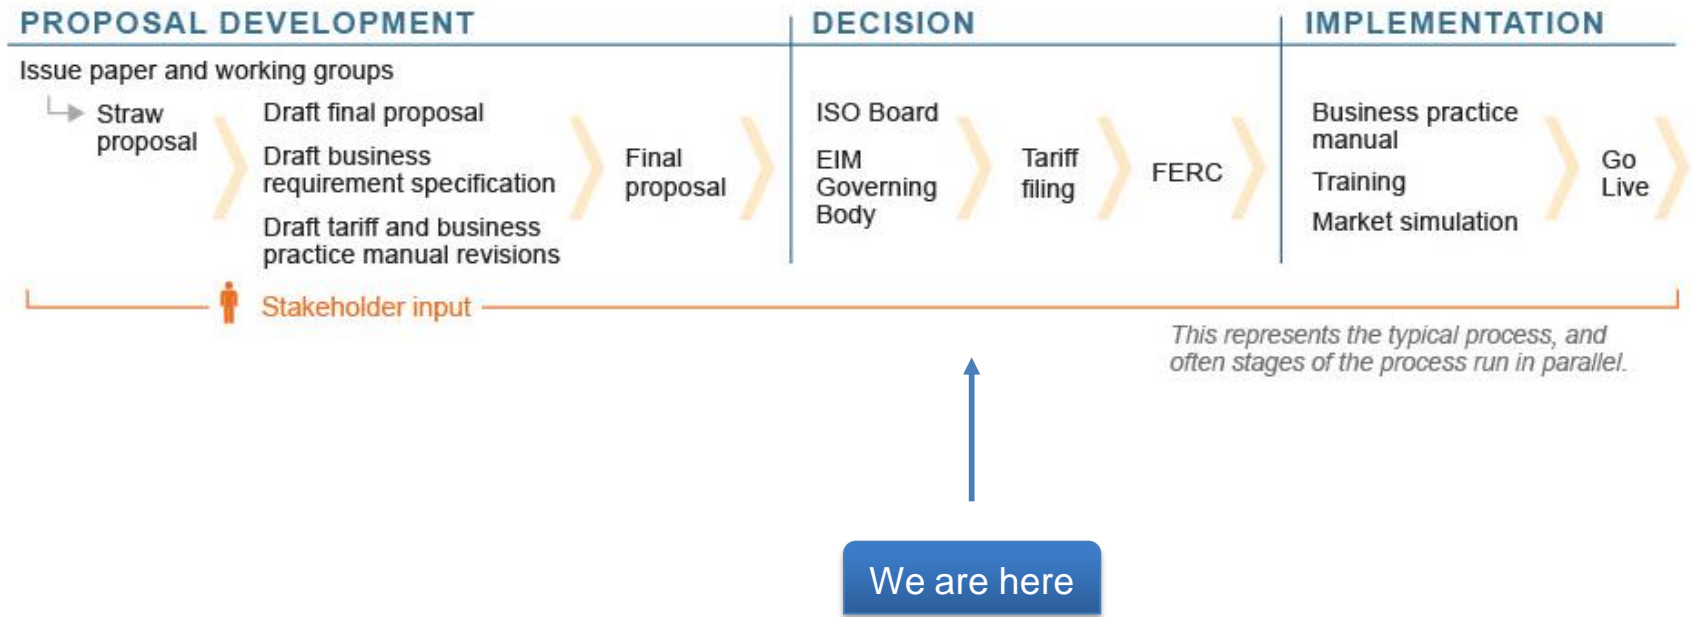 PROPOSAL DEVELOPMENT
Issue paper and working groups
Straw
proposal
Draft final proposal
Draft business
requirement specification
Draft tariff and business
practice manual revisions
Final
proposal
DECISION
ISO Board
EIM
Governing
Body
Tariff
filing
FERC
IMPLEMENTATION
Business practice
manual
Training
Market simulation
Go
Live
Stakeholder input
This represents the typical process, and
often stages of the process run in parallel.
We are here